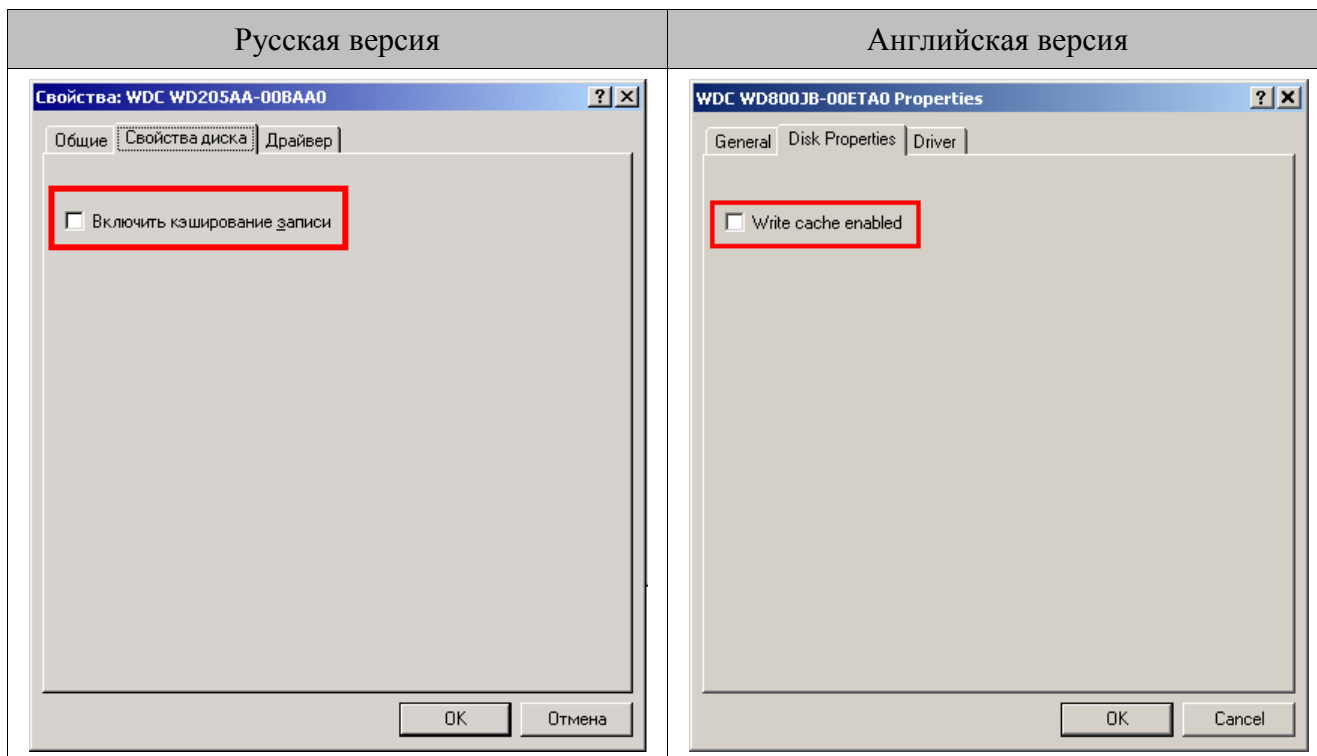 Русская версия
Английская версия
Свойства: WDC WD205AA-00BAA0
Общие Свойства диска Драйвер
Включить кэширование записи
OK Отмена
WDC WD800JB-00ETA0 Properties
General Disk Properties Driver
Write cache enabled
OK Cancel